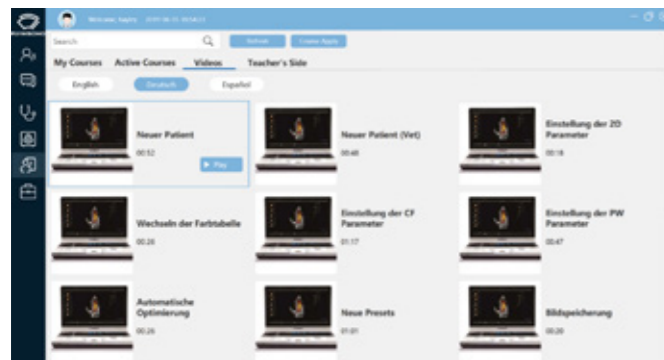 Search
Refresh
Course Apply
My Courses Active Courses Videos Teacher's Side
English Deutsch Español
Neuer Patient
00:52
Play
Neuer Patient (Vet)
00:48
Einstellung der 2D
Parameter
00:18
Wechseln der Farbtabelle
00:26
Einstellung der CF
Parameter
01:17
Einstellung der PW
Parameter
00:47
Automatische
Optimierung
00:26
Neue Presets
01:01
Bildspeicherung
00:20